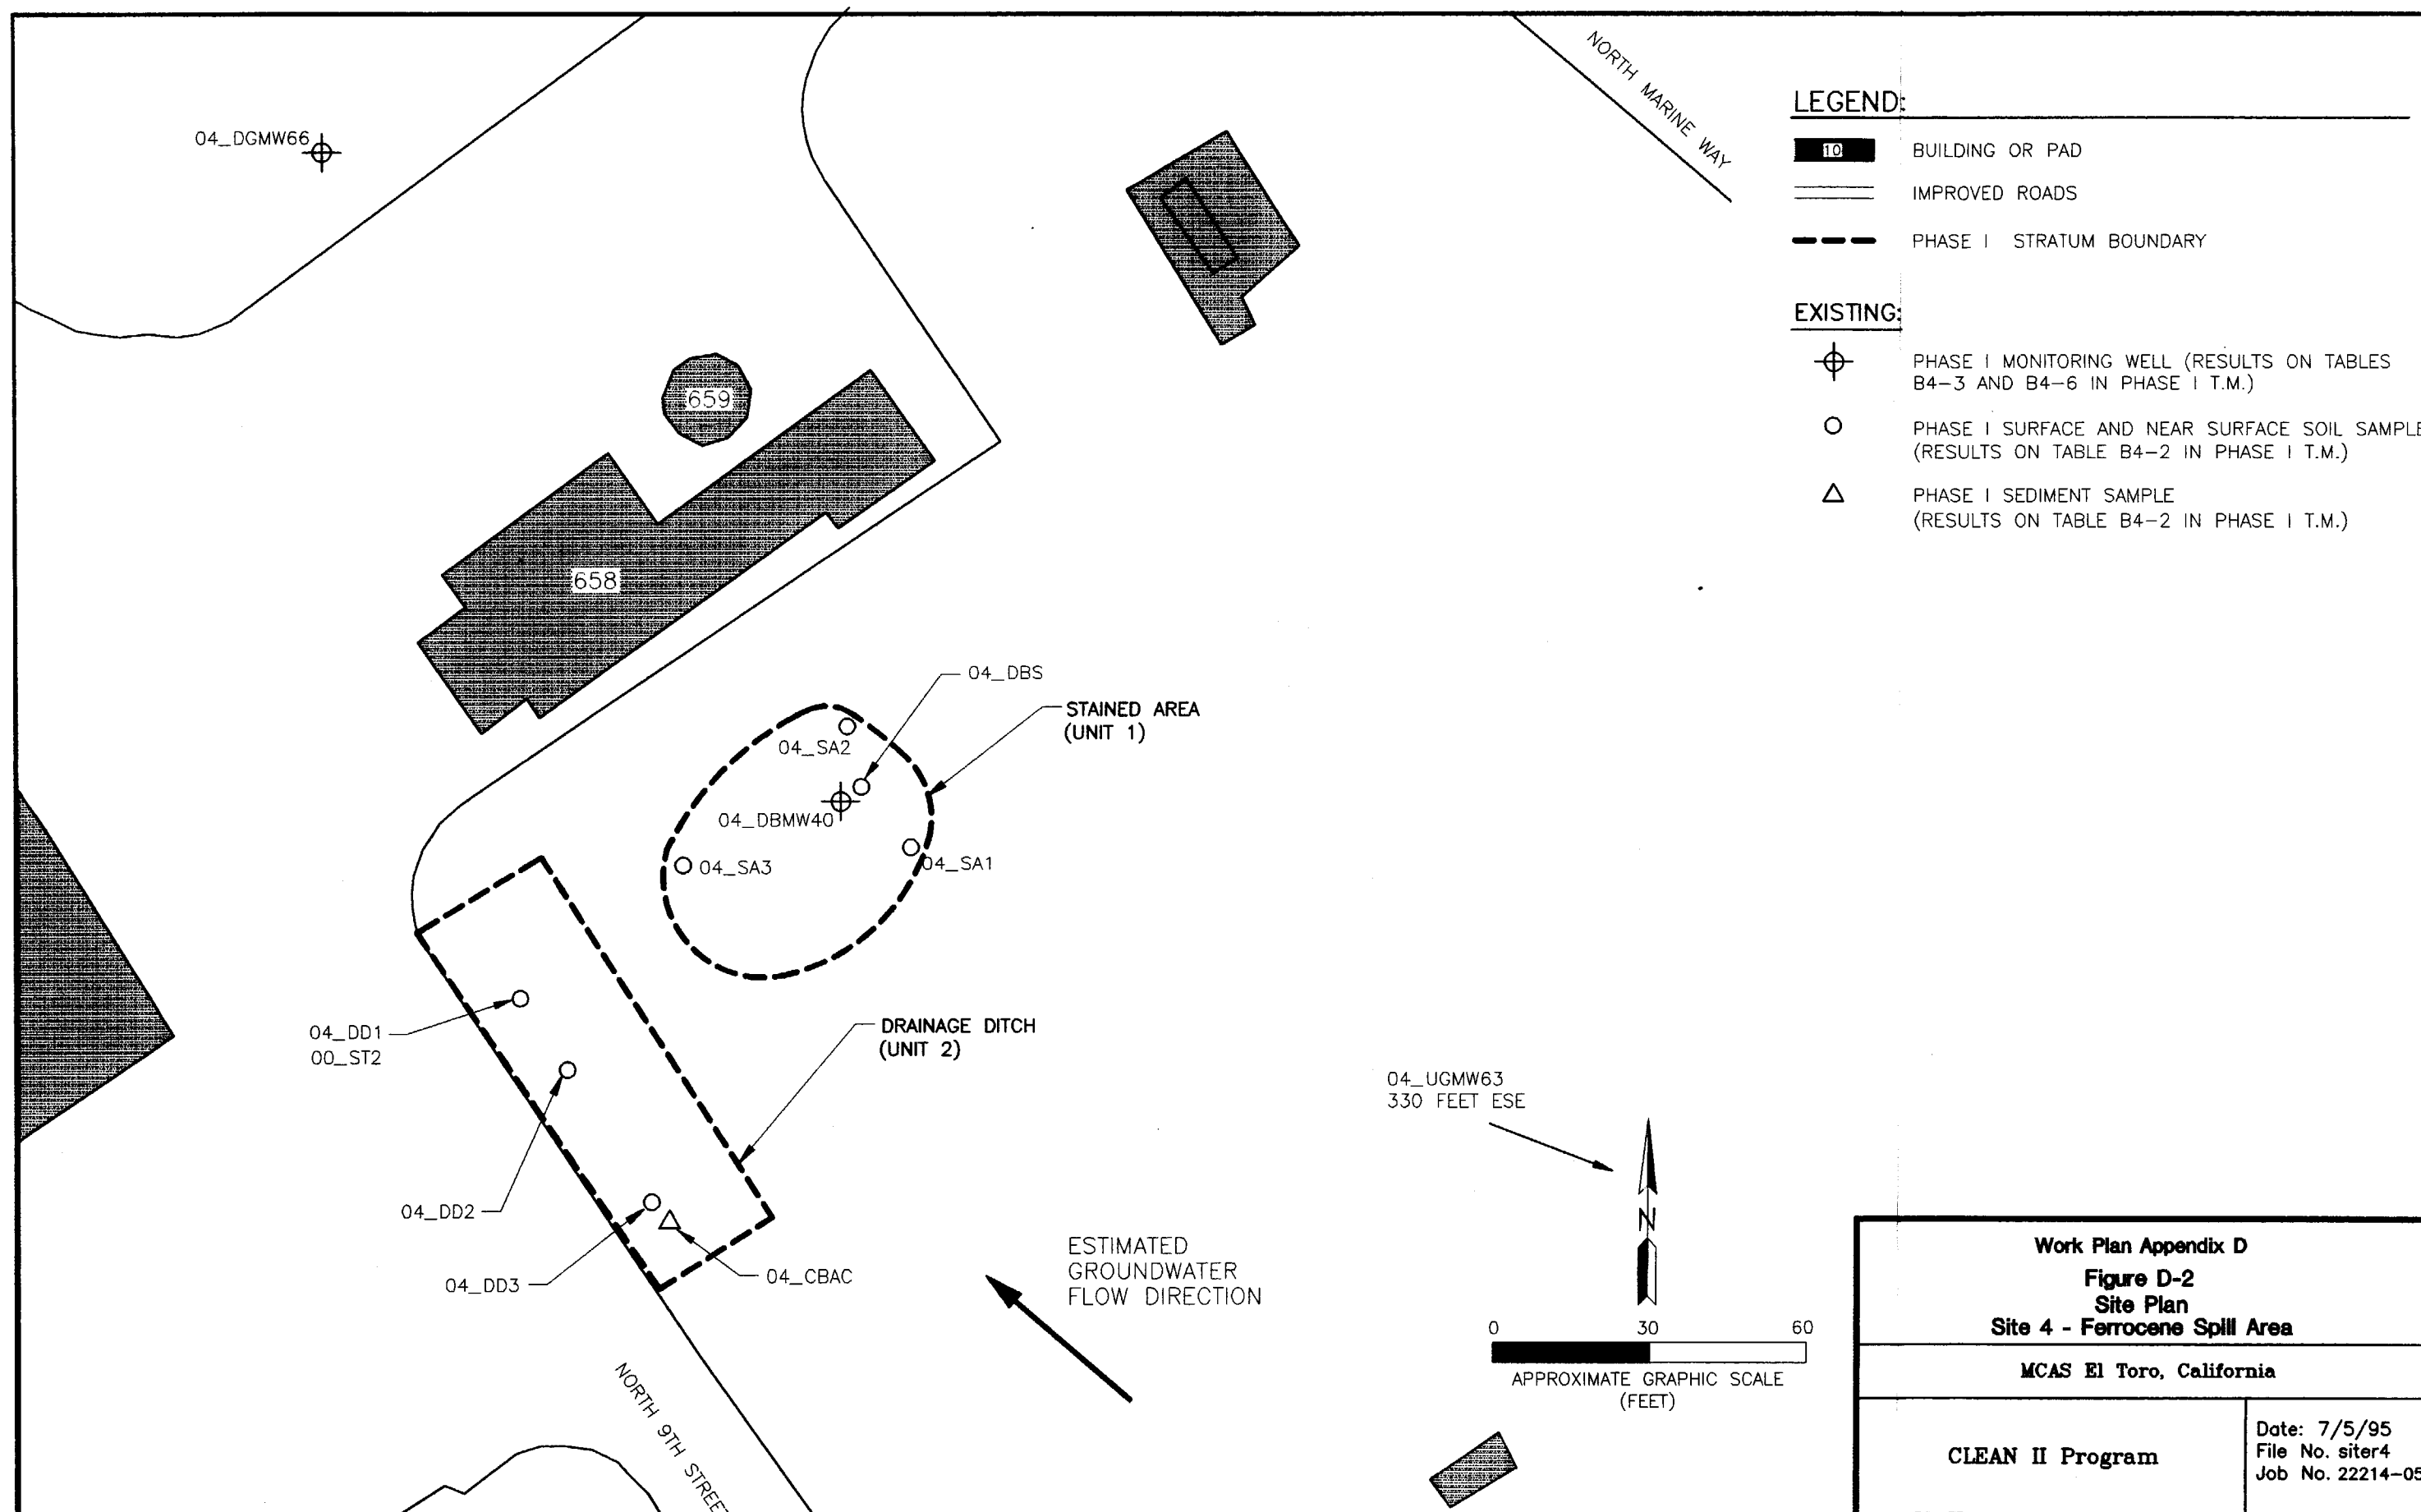 04_DGMW66
NORTH MARINE WAY
LEGEND:
10
BUILDING OR PAD
IMPROVED ROADS
PHASE I STRATUM BOUNDARY
EXISTING:
PHASE I MONITORING WELL (RESULTS ON TABLES
B4-3 AND B4-6 IN PHASE I T.M.)
PHASE I SURFACE AND NEAR SURFACE SOIL SAMPLE
(RESULTS ON TABLE B4-2 IN PHASE I T.M.)
PHASE I SEDIMENT SAMPLE
(RESULTS ON TABLE B4-2 IN PHASE I T.M.)
659
658
04_DBS
STAINED AREA
(UNIT 1)
04_SA2
04_DBMW40
04_SA3
04_SA1
04_DD1
00_ST2
DRAINAGE DITCH
(UNIT 2)
04_DD2
04_DD3
04_CBAC
04_UGMW63
330 FEET ESE
ESTIMATED
GROUNDWATER
FLOW DIRECTION
N
0 30 60
APPROXIMATE GRAPHIC SCALE
(FEET)
NORTH 9TH STREET
Work Plan Appendix D
Figure D-2
Site Plan
Site 4 - Ferrocene Spill Area
MCAS El Toro, California
CLEAN II Program
Date: 7/5/95
File No. siter4
Job No. 22214-05